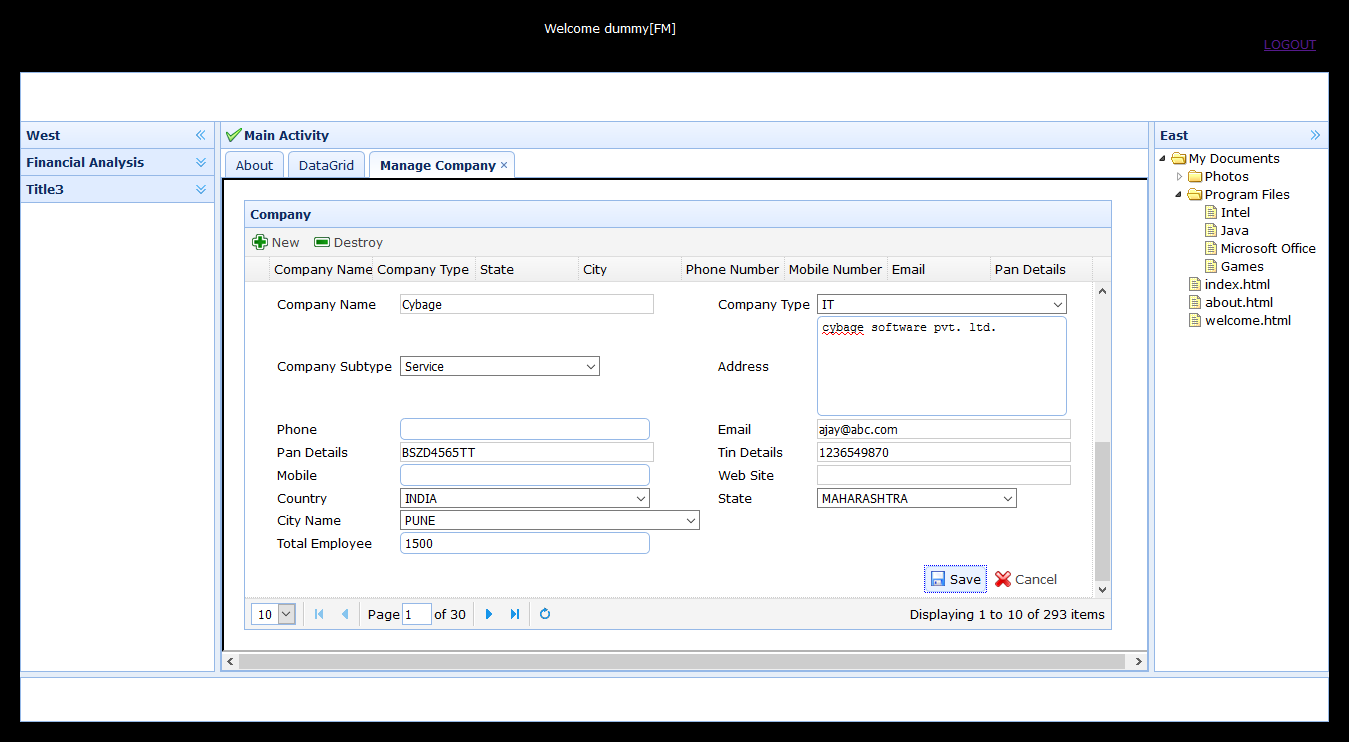 Welcome dummy[FM]
LOGOUT
West
Financial Analysis
Title3
Main Activity
About DataGrid Manage Company ×
Company
New Destroy
Company Name Company Type State City Phone Number Mobile Number Email Pan Details
Company Name Cybage Company Type IT
Company Subtype Service Address cybage software pvt. ltd.
Phone Email ajay@abc.com
Pan Details BSZD4565TT Tin Details 1236549870
Mobile Web Site
Country INDIA State MAHARASHTRA
City Name PUNE
Total Employee 1500
Save Cancel
10 Page 1 of 30 Displaying 1 to 10 of 293 items
East
My Documents
Photos
Program Files
Intel
Java
Microsoft Office
Games
index.html
about.html
welcome.html